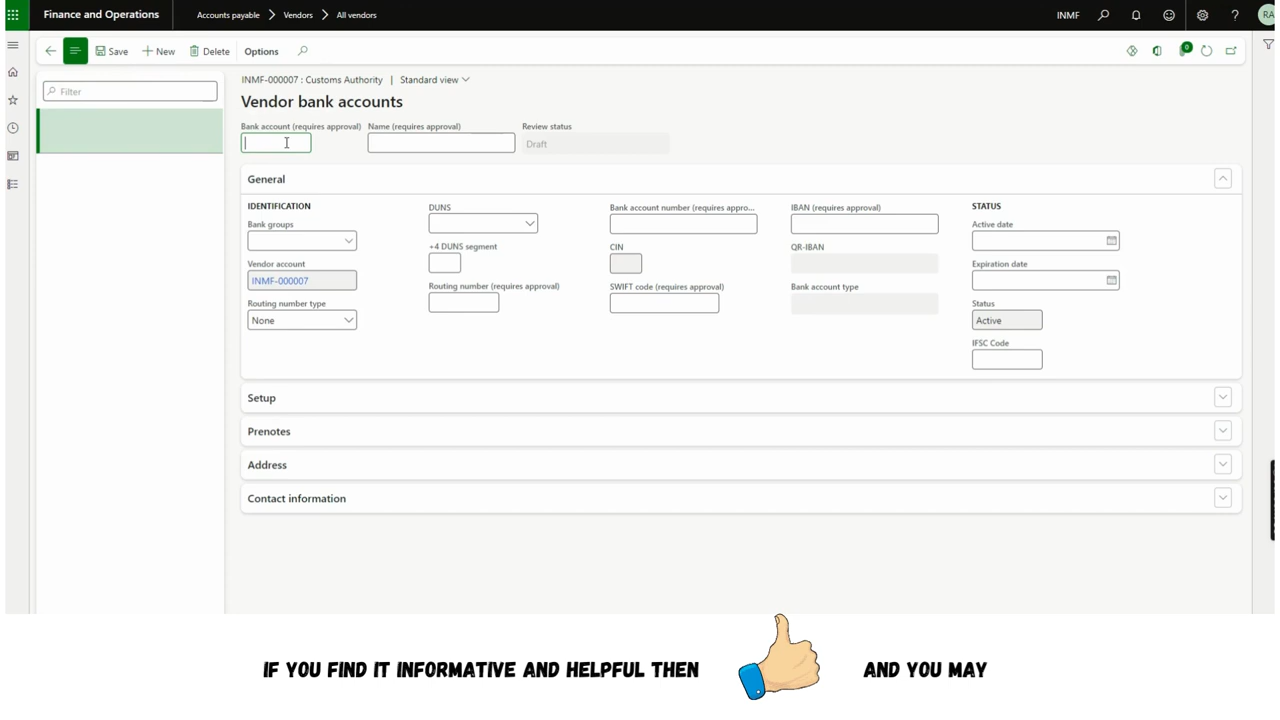 Finance and Operations
Accounts payable
Vendors
All vendors
INMF
RA
Save
New
Delete
Options
0
Filter
INMF-000007 : Customs Authority | Standard view
Vendor bank accounts
Bank account (requires approval)
Name (requires approval)
Review status
Draft
General
IDENTIFICATION
Bank groups
Vendor account
INMF-000007
Routing number type
None
DUNS
+4 DUNS segment
Routing number (requires approval)
Bank account number (requires appro...
CIN
SWIFT code (requires approval)
IBAN (requires approval)
QR-IBAN
Bank account type
STATUS
Active date
Expiration date
Status
Active
IFSC Code
Setup
Prenotes
Address
Contact information
IF YOU FIND IT INFORMATIVE AND HELPFUL THEN
AND YOU MAY